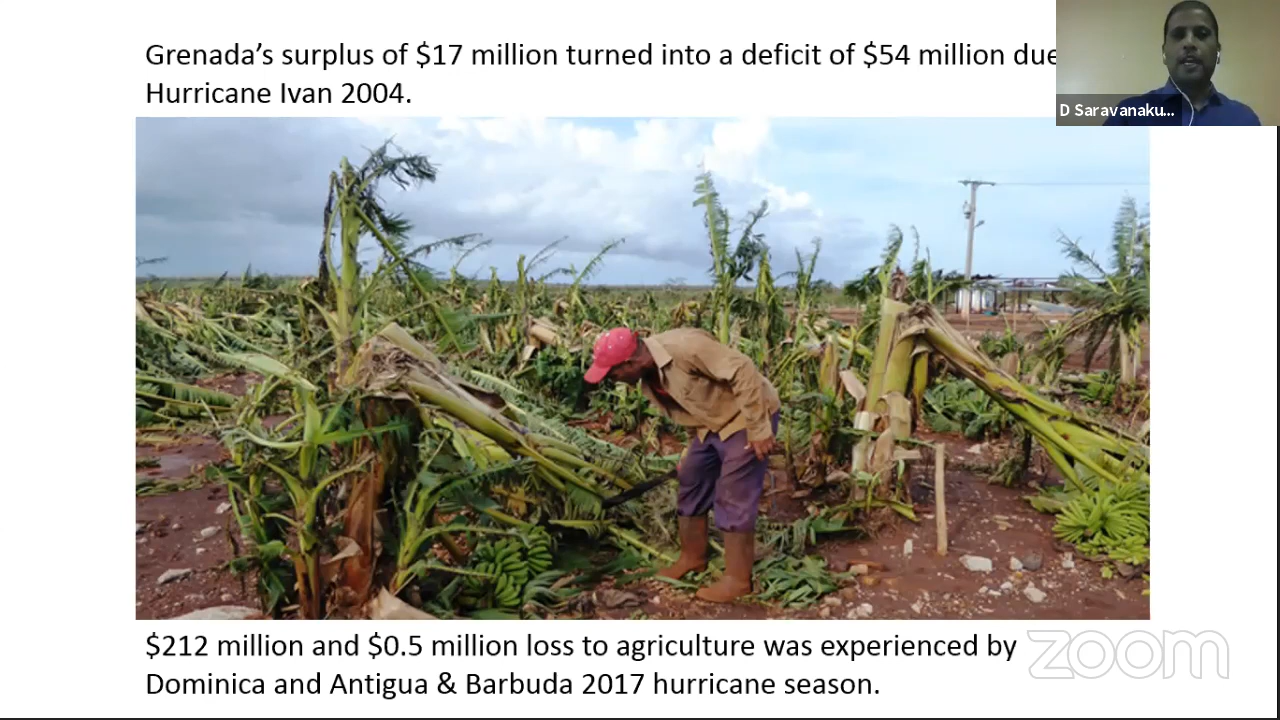 Grenada’s surplus of $17 million turned into a deficit of $54 million due
Hurricane Ivan 2004.
D Saravanaku...
$212 million and $0.5 million loss to agriculture was experienced by
Dominica and Antigua & Barbuda 2017 hurricane season.
zoom